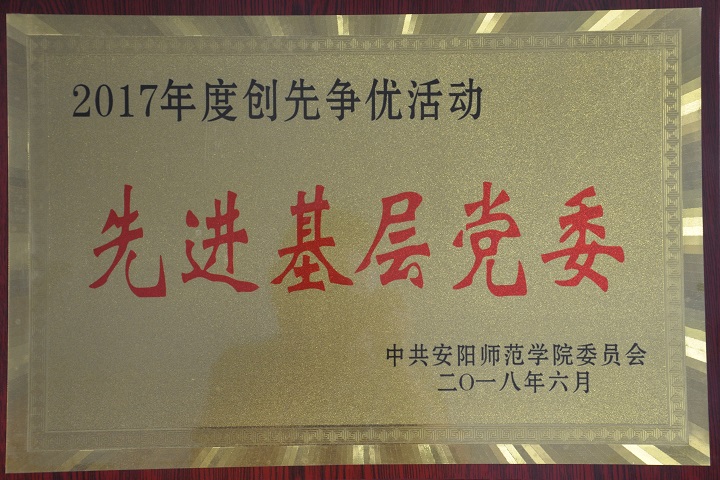 2017年度创先争优活动
先进基层党委
中共安阳师范学院委员会
二〇一八年六月